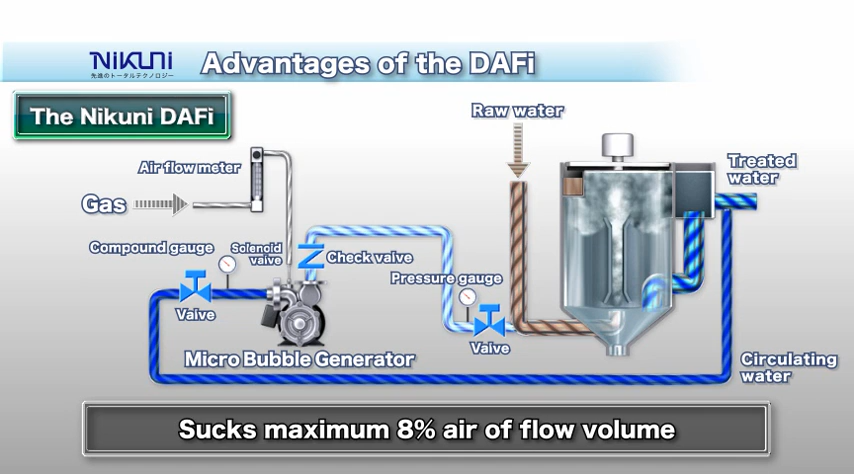 NiKUNi
先進のトータルテクノロジー
Advantages of the DAFi
The Nikuni DAFi
Raw water
Air flow meter
Treated
water
Gas
Compound gauge
Solenoid
valve
Check valve
Pressure gauge
Valve
Valve
Micro Bubble Generator
Circulating
water
Sucks maximum 8% air of flow volume